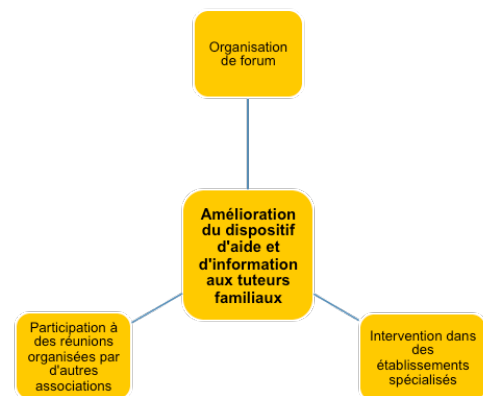 Organisation
de forum
Amélioration
du dispositif
d'aide et
d'information
aux tuteurs
familiaux
Participation à
des réunions
organisées par
d'autres
associations
Intervention dans
des
établissements
spécialisés